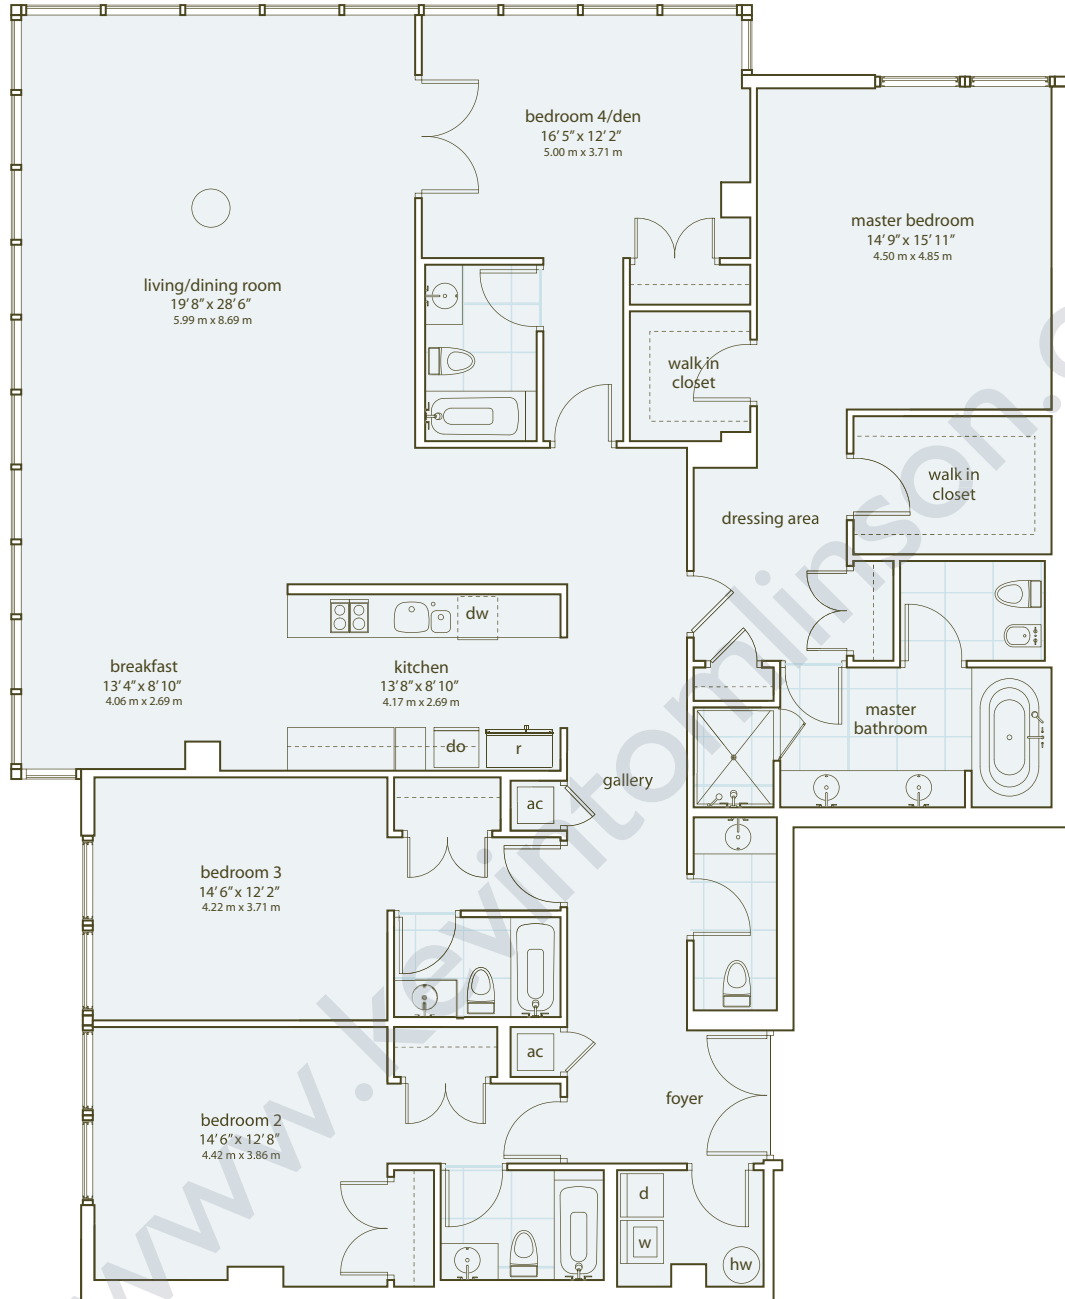 bedroom 4/den
16' 5" x 12' 2"
5.00 m x 3.71 m
master bedroom
14' 9" x 15' 11"
4.50 m x 4.85 m
living/dining room
19' 8" x 28' 6"
5.99 m x 8.69 m
walk in
closet
walk in
closet
dressing area
dw
breakfast
13' 4" x 8' 10"
4.06 m x 2.69 m
kitchen
13' 8" x 8' 10"
4.17 m x 2.69 m
do
r
master
bathroom
gallery
ac
bedroom 3
14' 6" x 12' 2"
4.22 m x 3.71 m
ac
foyer
bedroom 2
14' 6" x 12' 8"
4.42 m x 3.86 m
d
w
hw
www.kevintomlinson.c